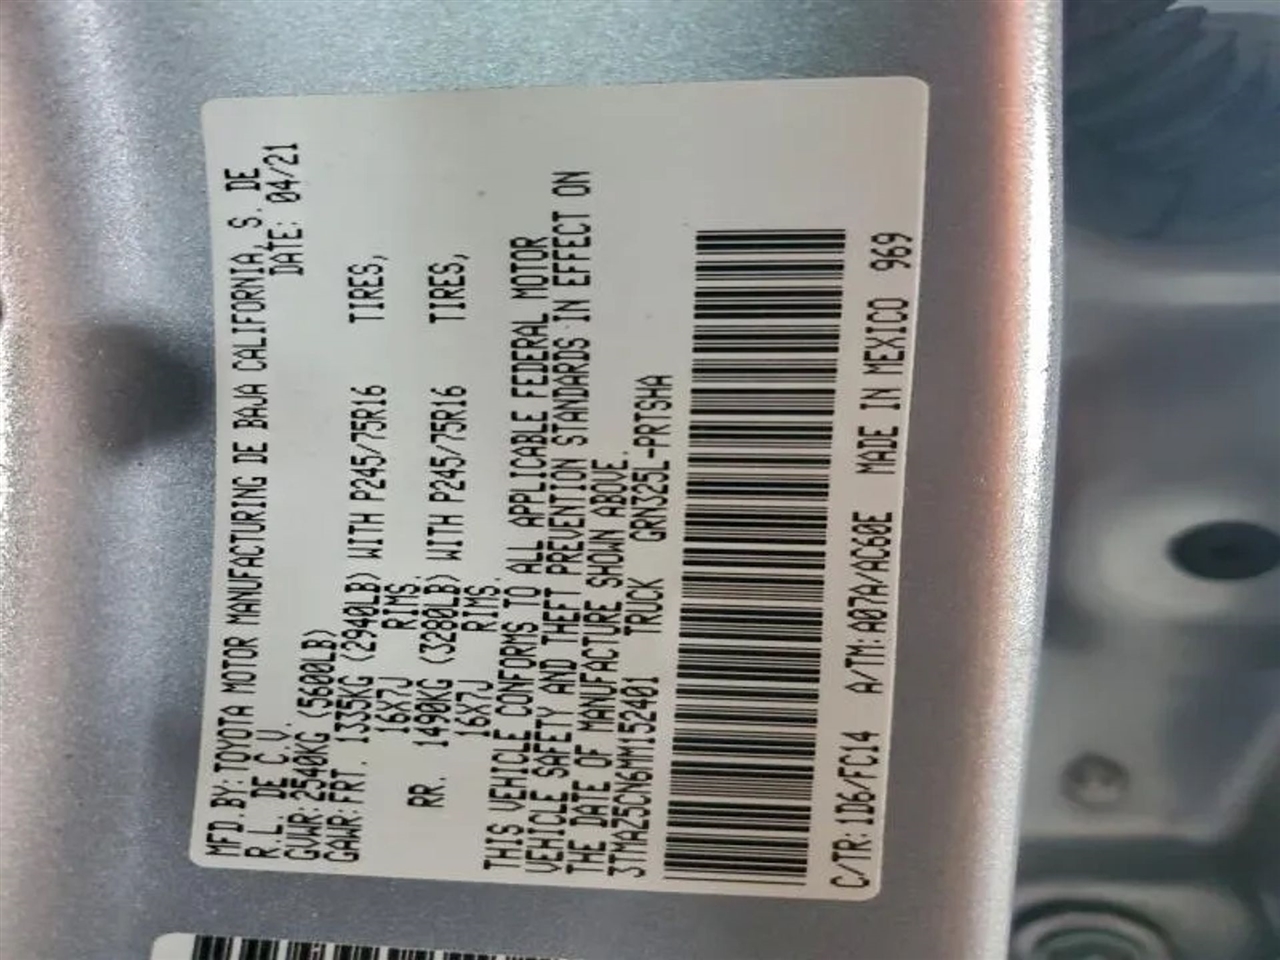 MFD.BY:TOYOTA MOTOR MANUFACTURING DE BAJA CALIFORNIA, S. DE
R.L. DE C.V. DATE: 04/21
GVWR:2540KG (5600LB)
GAWR:FRT. 1335KG (2940LB) WITH P245/75R16 TIRES,
16X7J RIMS.
RR. 1490KG (3280LB) WITH P245/75R16 TIRES,
16X7J RIMS.
THIS VEHICLE CONFORMS TO ALL APPLICABLE FEDERAL MOTOR
VEHICLE SAFETY AND THEFT PREVENTION STANDARDS IN EFFECT ON
THE DATE OF MANUFACTURE SHOWN ABOVE.
3TMAZ5CN6MM152401 TRUCK GRN325L-PRTSHA
C/TR:1D6/FC14 A/TM:A07A/AC60E MADE IN MEXICO 969